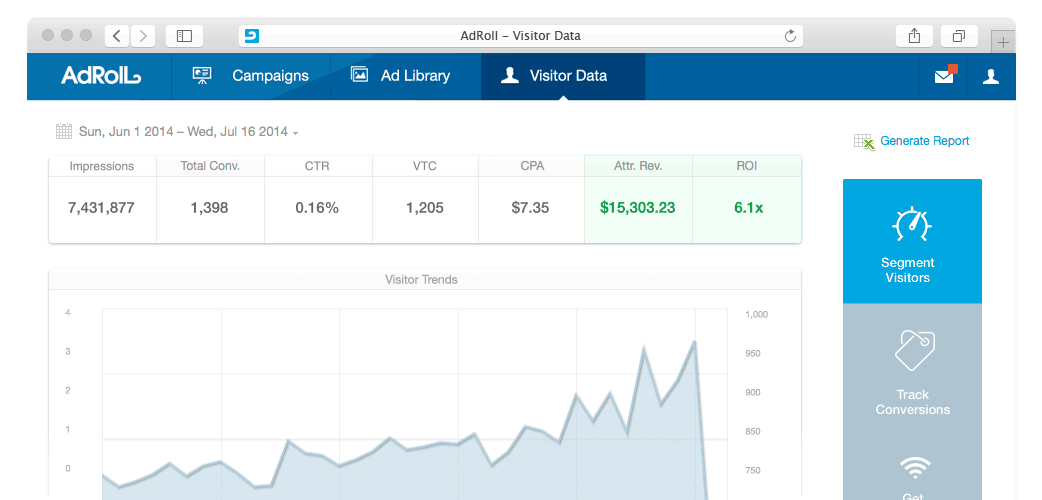 AdRoll – Visitor Data
AdRoll
Campaigns
Ad Library
Visitor Data
Sun, Jun 1 2014 – Wed, Jul 16 2014
Generate Report
Impressions Total Conv. CTR VTC CPA Attr. Rev. ROI
7,431,877 1,398 0.16% 1,205 $7.35 $15,303.23 6.1x
Segment
Visitors
Visitor Trends
4
3
2
1
0
1,000
950
900
850
750
Track
Conversions
Get